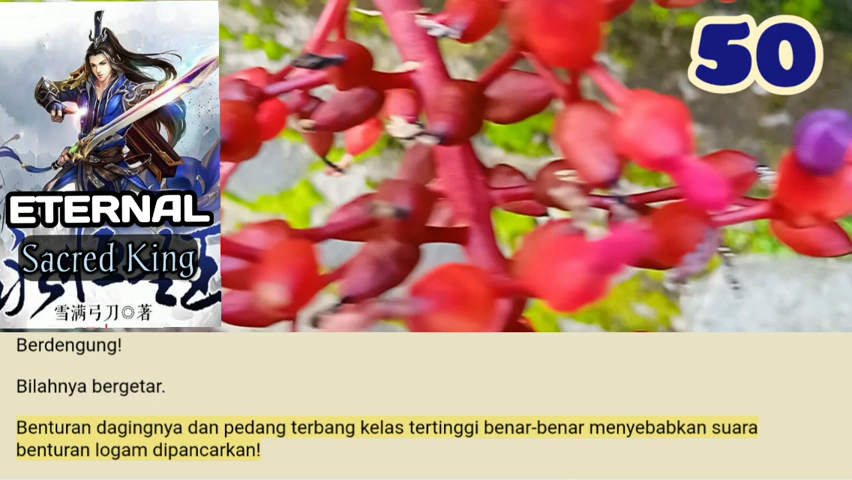 50
ETERNAL
Sacred King
雪满弓刀◎著
Berdengung!
Bilahnya bergetar.
Benturan dagingnya dan pedang terbang kelas tertinggi benar-benar menyebabkan suara
benturan logam dipancarkan!